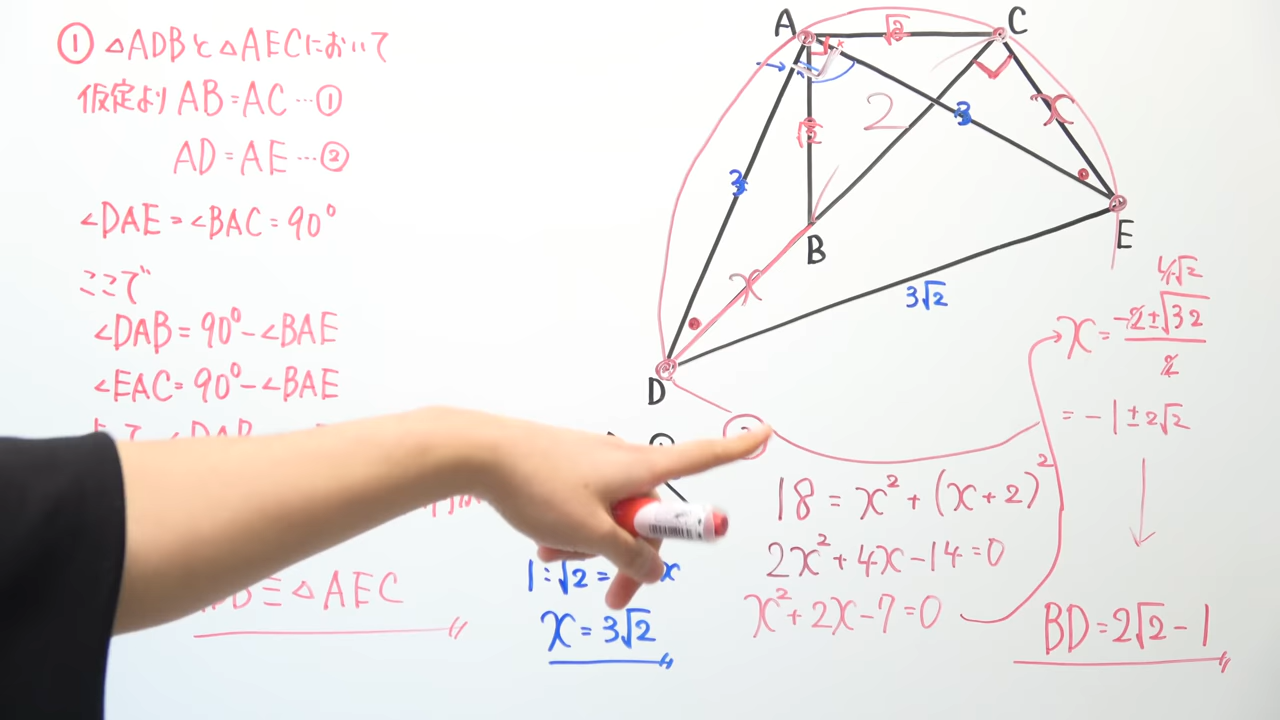 ① △ADBと△AECにおいて
仮定より AB=AC…①
AD=AE…②
∠DAE=∠BAC=90°
ここで
∠DAB=90°-∠BAE
∠EAC=90°-∠BAE
≡△AEC
A
√2
C
3
√2
2
3
x
B
x
E
3√2
D
1:√2=
x
x=3√2
18=x²+(x+2)²
2x²+4x-14=0
x²+2x-7=0
4√2
x=(-2±√32)/2
=-1±2√2
BD=2√2-1